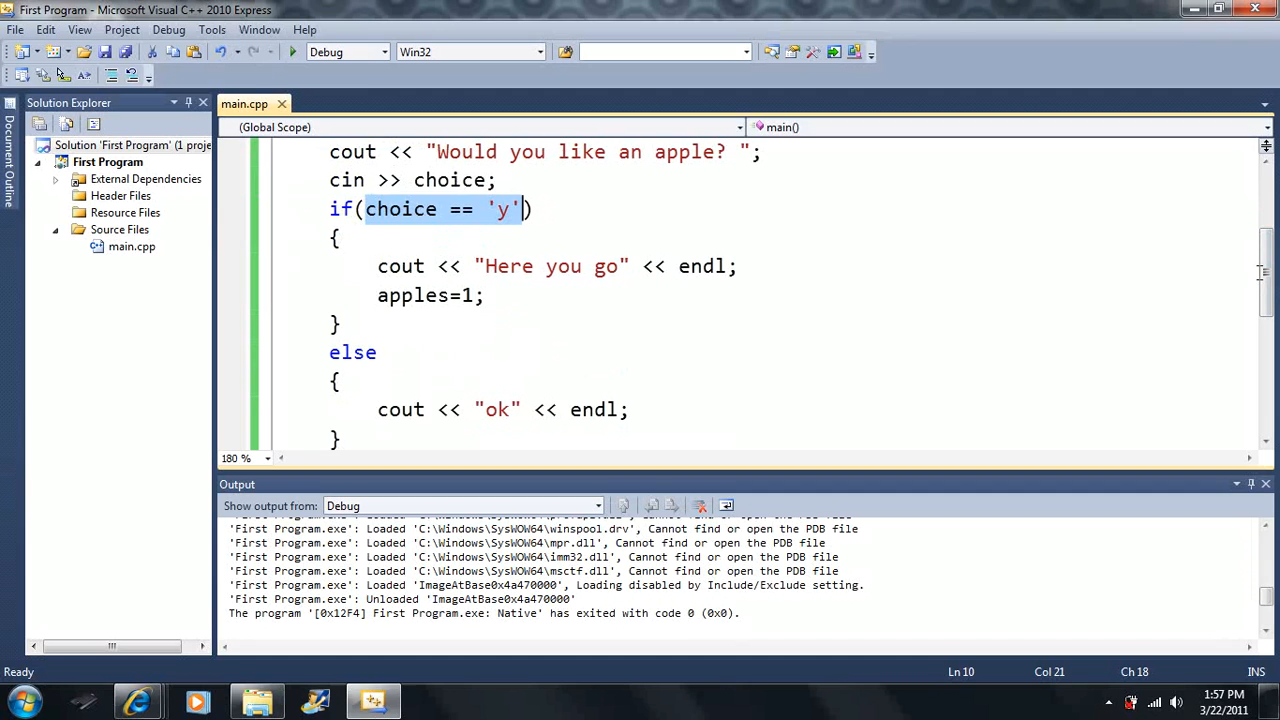 First Program - Microsoft Visual C++ 2010 Express
File Edit View Project Debug Tools Window Help
Debug Win32
Solution Explorer
main.cpp
(Global Scope) main()
Solution 'First Program' (1 proje
First Program
External Dependencies
Header Files
Resource Files
Source Files
main.cpp
Document Outline
cout << "Would you like an apple? ";
cin >> choice;
if(choice == 'y')
{
cout << "Here you go" << endl;
apples=1;
}
else
{
cout << "ok" << endl;
}
180 %
Output
Show output from: Debug
'First Program.exe': Loaded 'C:\Windows\SysWOW64\winspool.drv', Cannot find or open the PDB file
'First Program.exe': Loaded 'C:\Windows\SysWOW64\mpr.dll', Cannot find or open the PDB file
'First Program.exe': Loaded 'C:\Windows\SysWOW64\imm32.dll', Cannot find or open the PDB file
'First Program.exe': Loaded 'C:\Windows\SysWOW64\msctf.dll', Cannot find or open the PDB file
'First Program.exe': Loaded 'ImageAtBase0x4a470000', Loading disabled by Include/Exclude setting.
'First Program.exe': Unloaded 'ImageAtBase0x4a470000'
The program '[0x12F4] First Program.exe: Native' has exited with code 0 (0x0).
Ready Ln 10 Col 21 Ch 18 INS
1:57 PM
3/22/2011